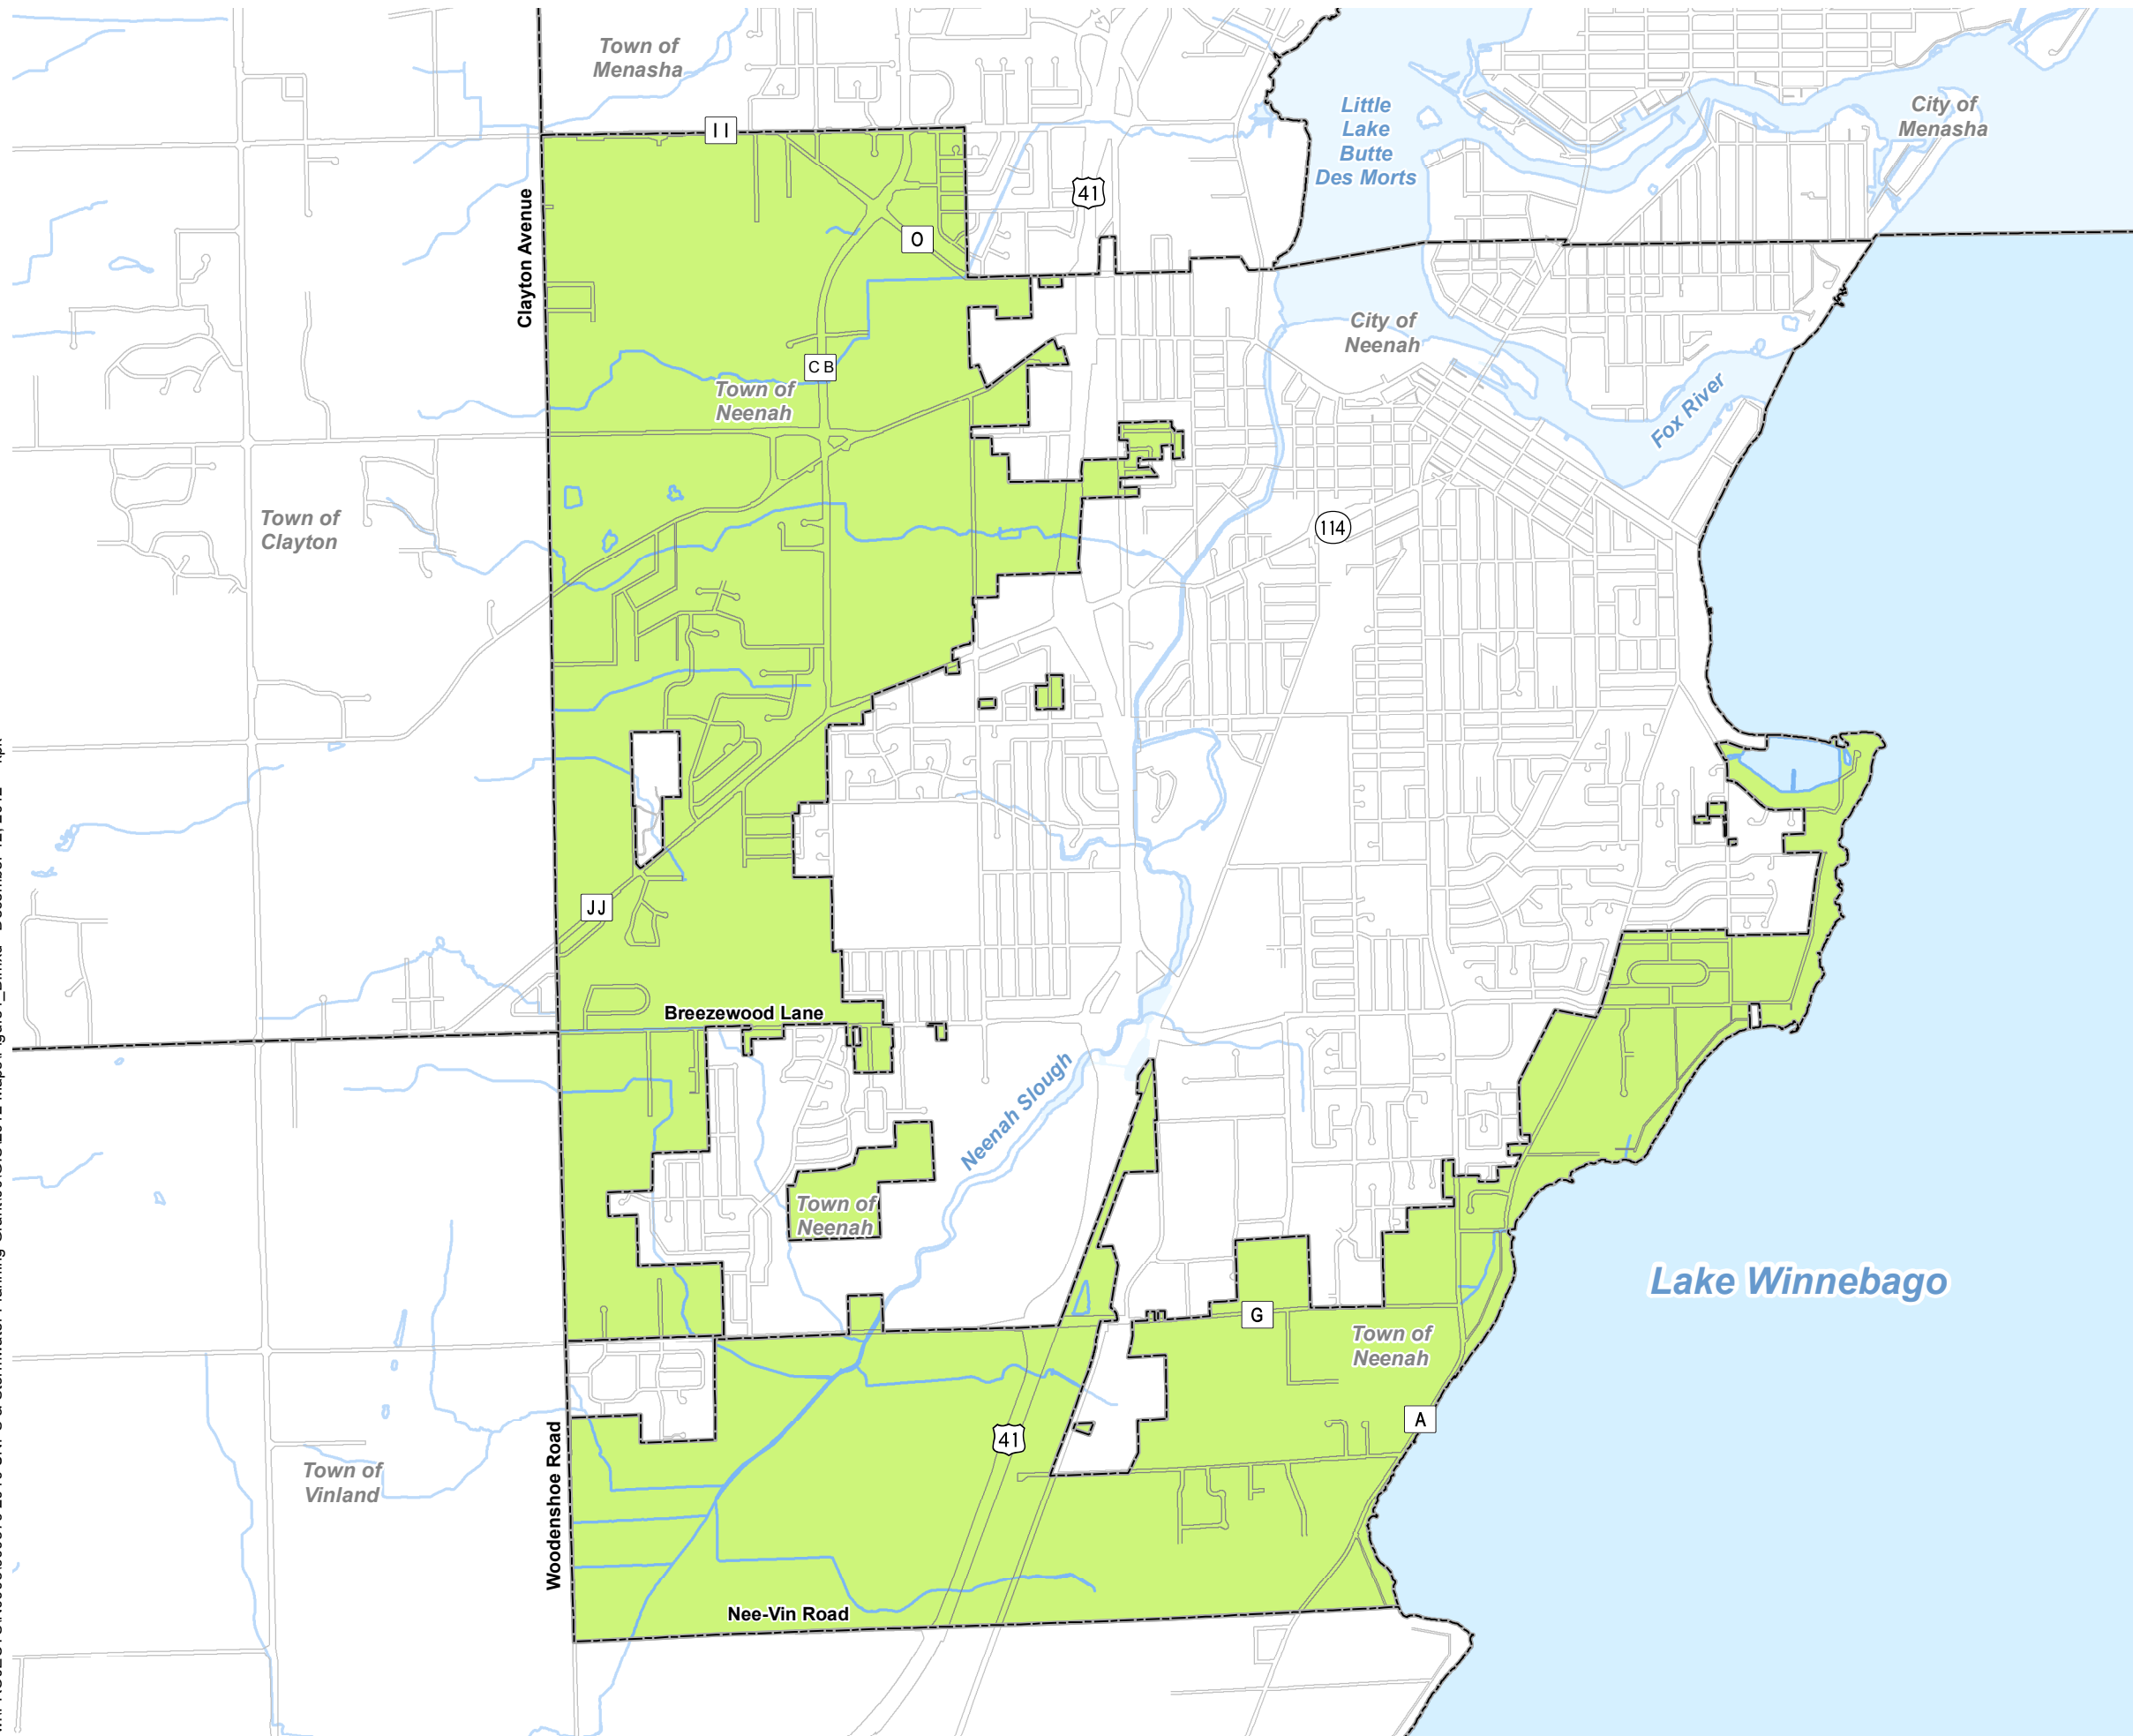 Town of
Menasha
Little
Lake
Butte
Des Morts
City of
Menasha
II
41
Clayton Avenue
O
City of
Neenah
CB
Town of
Neenah
Fox River
Town of
Clayton
114
JJ
Breezewood Lane
Neenah Slough
Town of
Neenah
Lake Winnebago
G
Town of
Neenah
A
41
Woodenshoe Road
Town of
Vinland
Nee-Vin Road